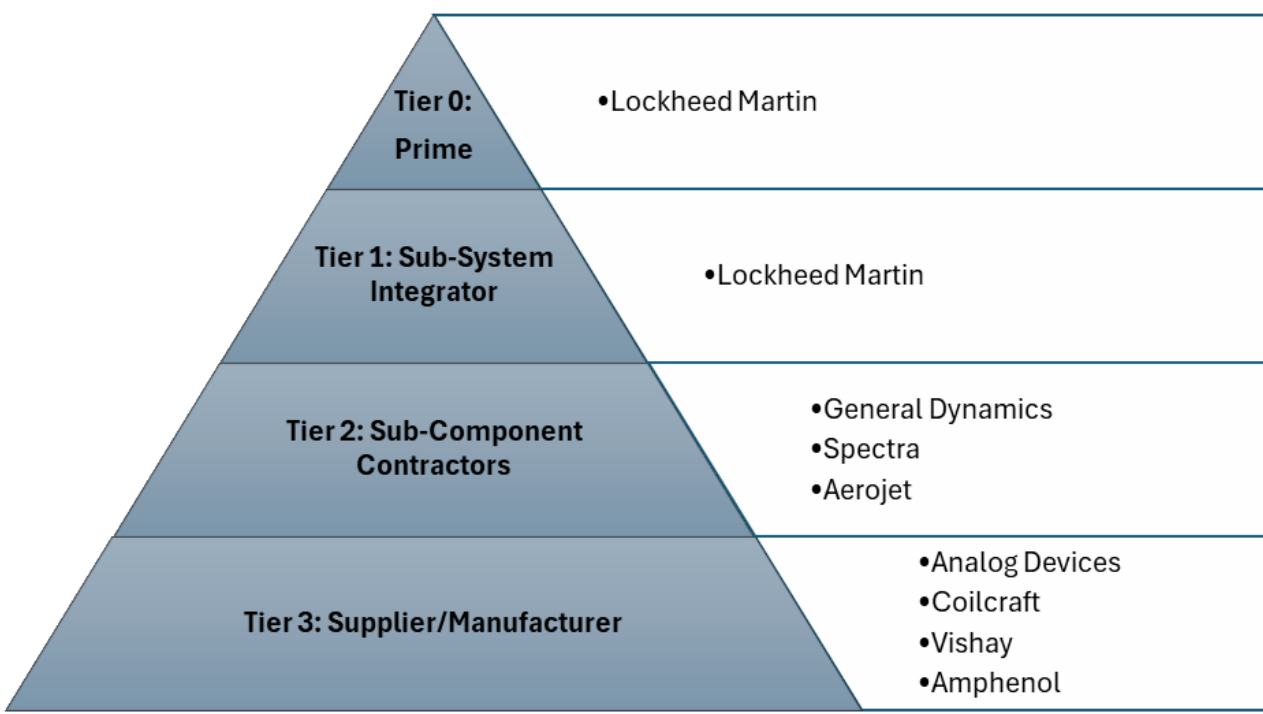 Tier 0:
Prime
•Lockheed Martin
Tier 1: Sub-System
Integrator
•Lockheed Martin
Tier 2: Sub-Component
Contractors
•General Dynamics
•Spectra
•Aerojet
Tier 3: Supplier/Manufacturer
•Analog Devices
•Coilcraft
•Vishay
•Amphenol